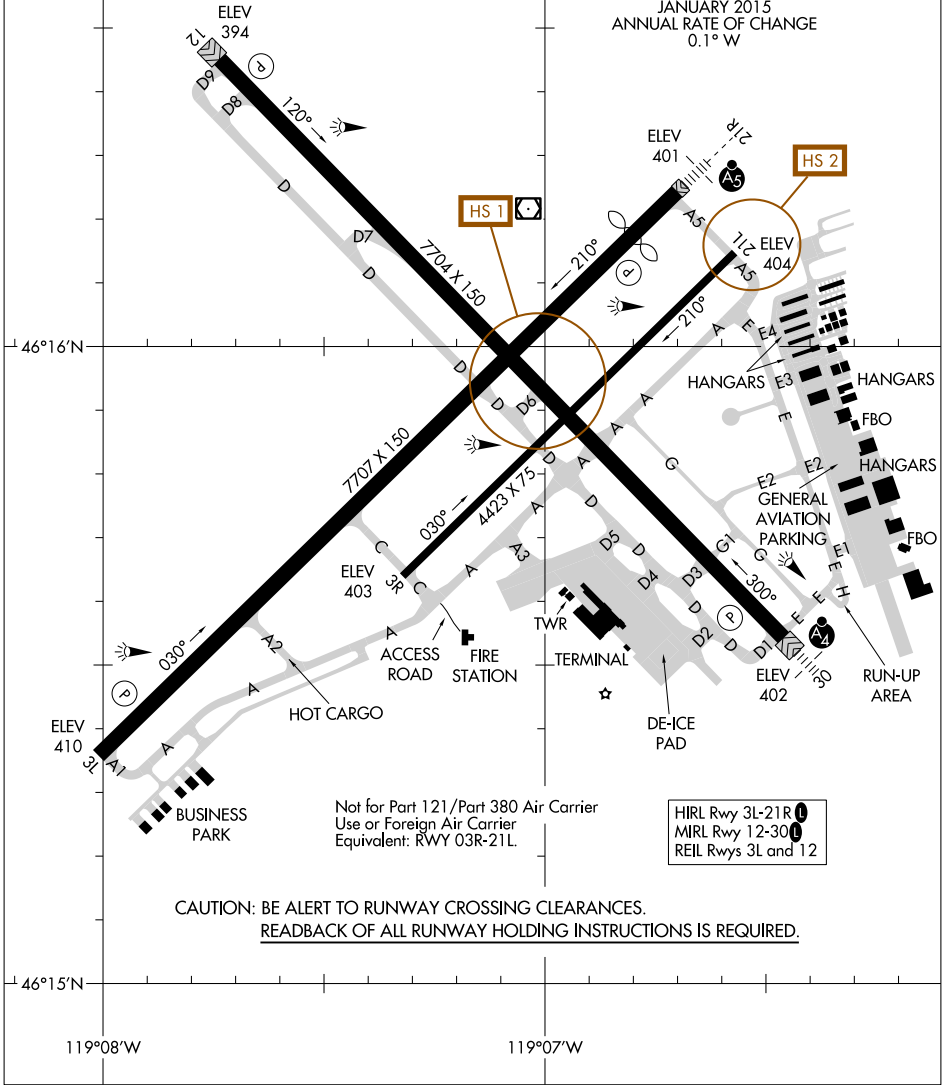 JANUARY 2015
ANNUAL RATE OF CHANGE
0.1° W
ELEV
394
12
P
D9
D8
120°
ELEV
401
21R
A5
HS 2
HS 1
D
A5
21L
ELEV
404
D7
7704 X 150
210°
P
A5
D
210°
46°16'N
A
E
E4
HANGARS
E3
HANGARS
D
D
D6
A
E
FBO
A
7707 X 150
D
A
G
E2
E2
HANGARS
GENERAL
AVIATION
PARKING
030°
4423 X 75
A
D
D5
D
G1
G
E1
FBO
C
A3
ELEV
403
3R
C
A
D4
D3
300°
E
H
TWR
D
P
E
E
A4
030°
A2
A
ACCESS
ROAD
FIRE
STATION
TERMINAL
D2
D
D1
ELEV
402
30
RUN-UP
AREA
P
A
HOT CARGO
DE-ICE
PAD
ELEV
410
3L
A1
A
BUSINESS
PARK
Not for Part 121/Part 380 Air Carrier
Use or Foreign Air Carrier
Equivalent: RWY 03R-21L.
HIRL Rwy 3L-21R L
MIRL Rwy 12-30 L
REIL Rwys 3L and 12
CAUTION: BE ALERT TO RUNWAY CROSSING CLEARANCES.
READBACK OF ALL RUNWAY HOLDING INSTRUCTIONS IS REQUIRED.
46°15'N
119°08'W
119°07'W